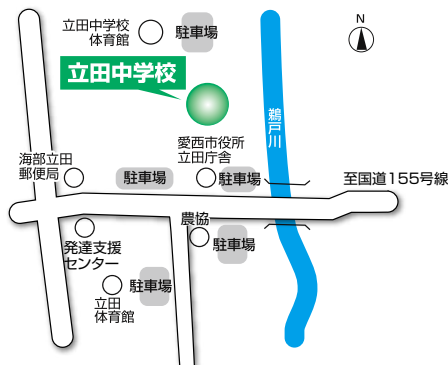 立田中学校
体育館
駐車場
N
立田中学校
鵜戸川
愛西市役所
立田庁舎
海部立田
郵便局
駐車場
駐車場
至国道155号線
農協
駐車場
発達支援
センター
立田
体育館
駐車場